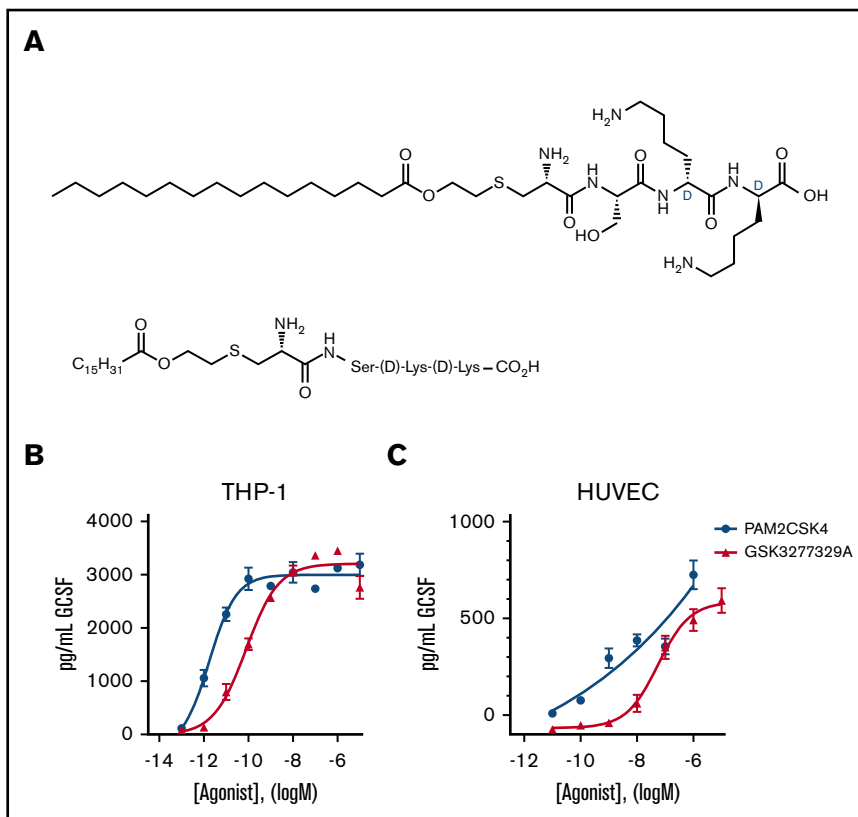 A
H₂N
O
O
S
NH₂
O
H
N
HO
O
N
H
D
O
H
N
D
O
OH
H₂N
C₁₅H₃₁
O
O
S
NH₂
O
H
N
Ser-(D)-Lys-(D)-Lys–CO₂H
B
THP-1
pg/mL GCSF
4000
3000
2000
1000
0
-14 -12 -10 -8 -6
[Agonist], (logM)
C
HUVEC
pg/mL GCSF
1000
500
0
-12 -10 -8 -6
[Agonist], (logM)
PAM2CSK4
GSK3277329A